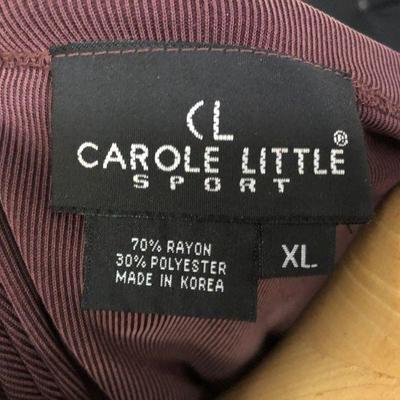 CL
CAROLE LITTLE®
SPORT
70% RAYON
30% POLYESTER
MADE IN KOREA
XL